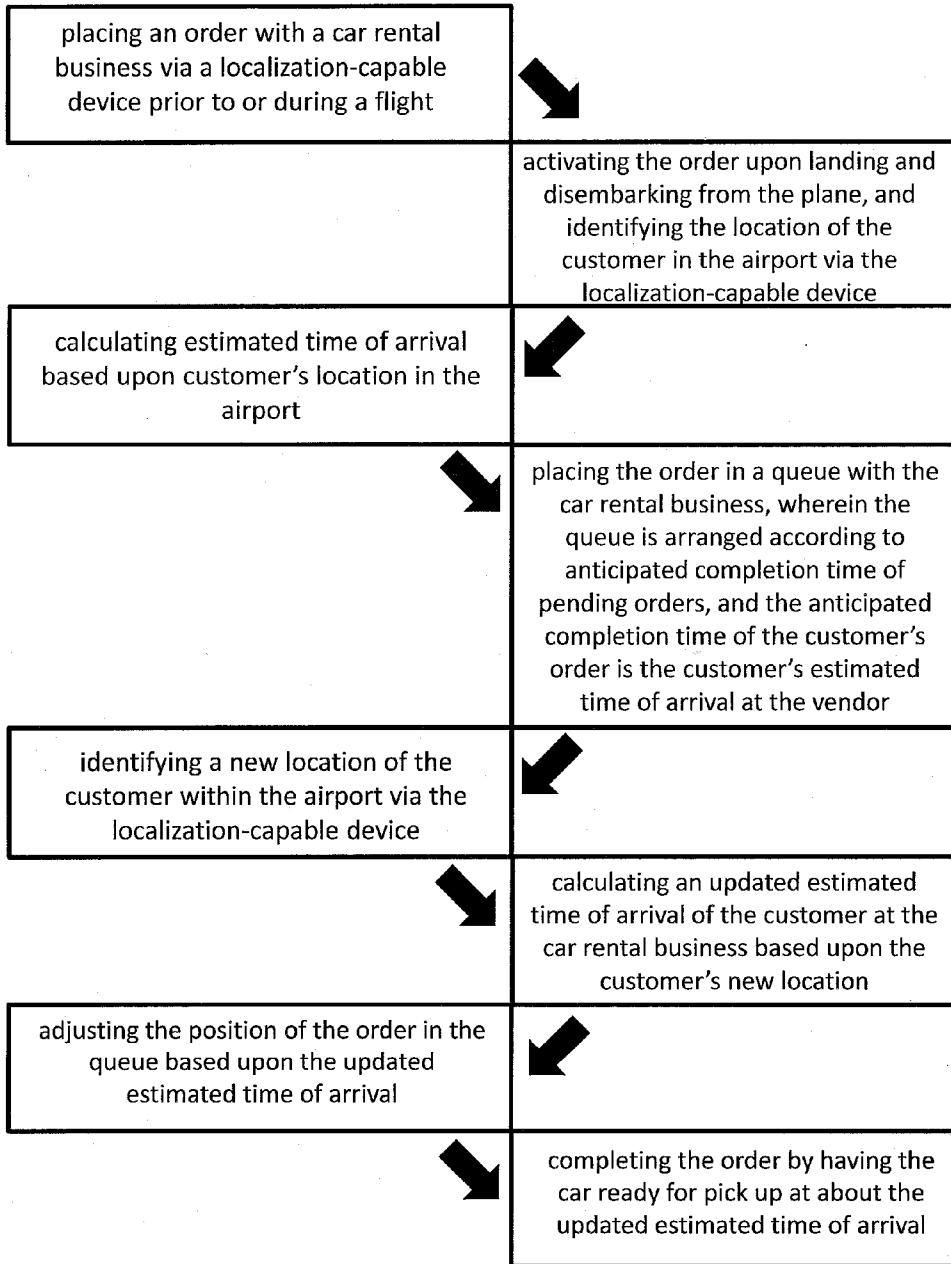 placing an order with a car rental
business via a localization-capable
device prior to or during a flight
activating the order upon landing and
disembarking from the plane, and
identifying the location of the
customer in the airport via the
localization-capable device
calculating estimated time of arrival
based upon customer's location in the
airport
placing the order in a queue with the
car rental business, wherein the
queue is arranged according to
anticipated completion time of
pending orders, and the anticipated
completion time of the customer's
order is the customer's estimated
time of arrival at the vendor
identifying a new location of the
customer within the airport via the
localization-capable device
calculating an updated estimated
time of arrival of the customer at the
car rental business based upon the
customer's new location
adjusting the position of the order in the
queue based upon the updated
estimated time of arrival
completing the order by having the
car ready for pick up at about the
updated estimated time of arrival